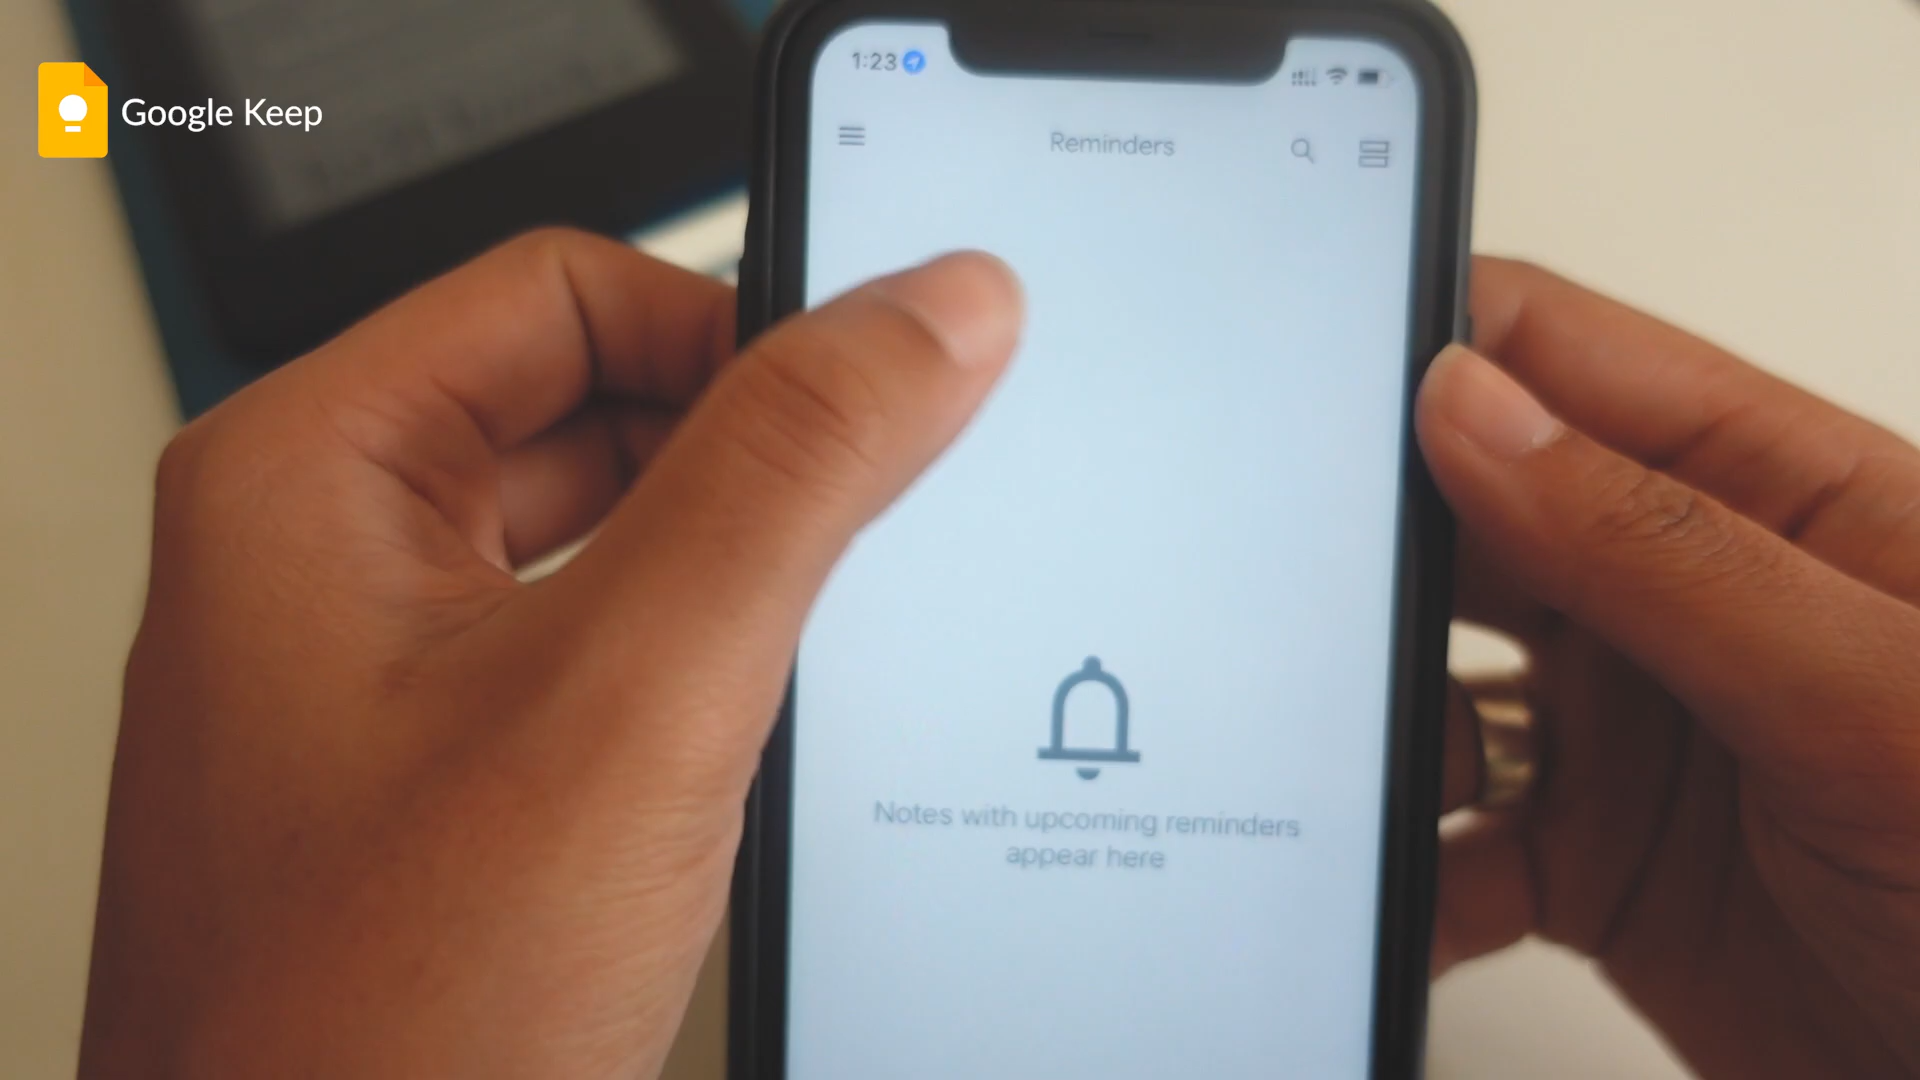 Google Keep
1:23
Reminders
Notes with upcoming reminders
appear here